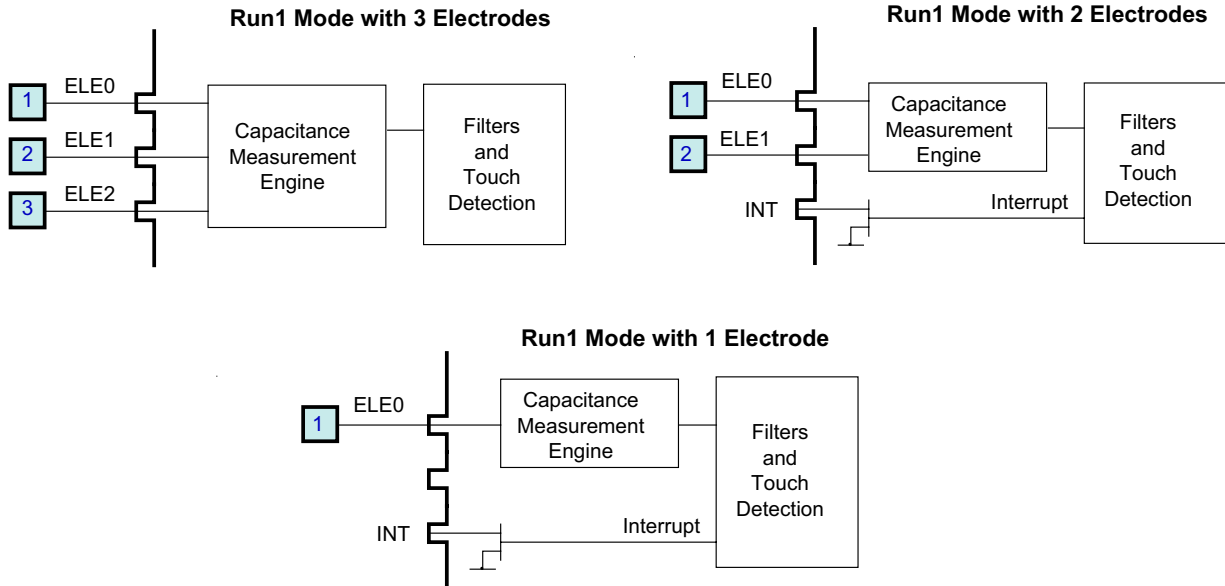 Run1 Mode with 3 Electrodes
1
ELE0
2
ELE1
3
ELE2
Capacitance
Measurement
Engine
Filters
and
Touch
Detection
Run1 Mode with 2 Electrodes
1
ELE0
2
ELE1
INT
Capacitance
Measurement
Engine
Interrupt
Filters
and
Touch
Detection
Run1 Mode with 1 Electrode
1
ELE0
INT
Capacitance
Measurement
Engine
Interrupt
Filters
and
Touch
Detection